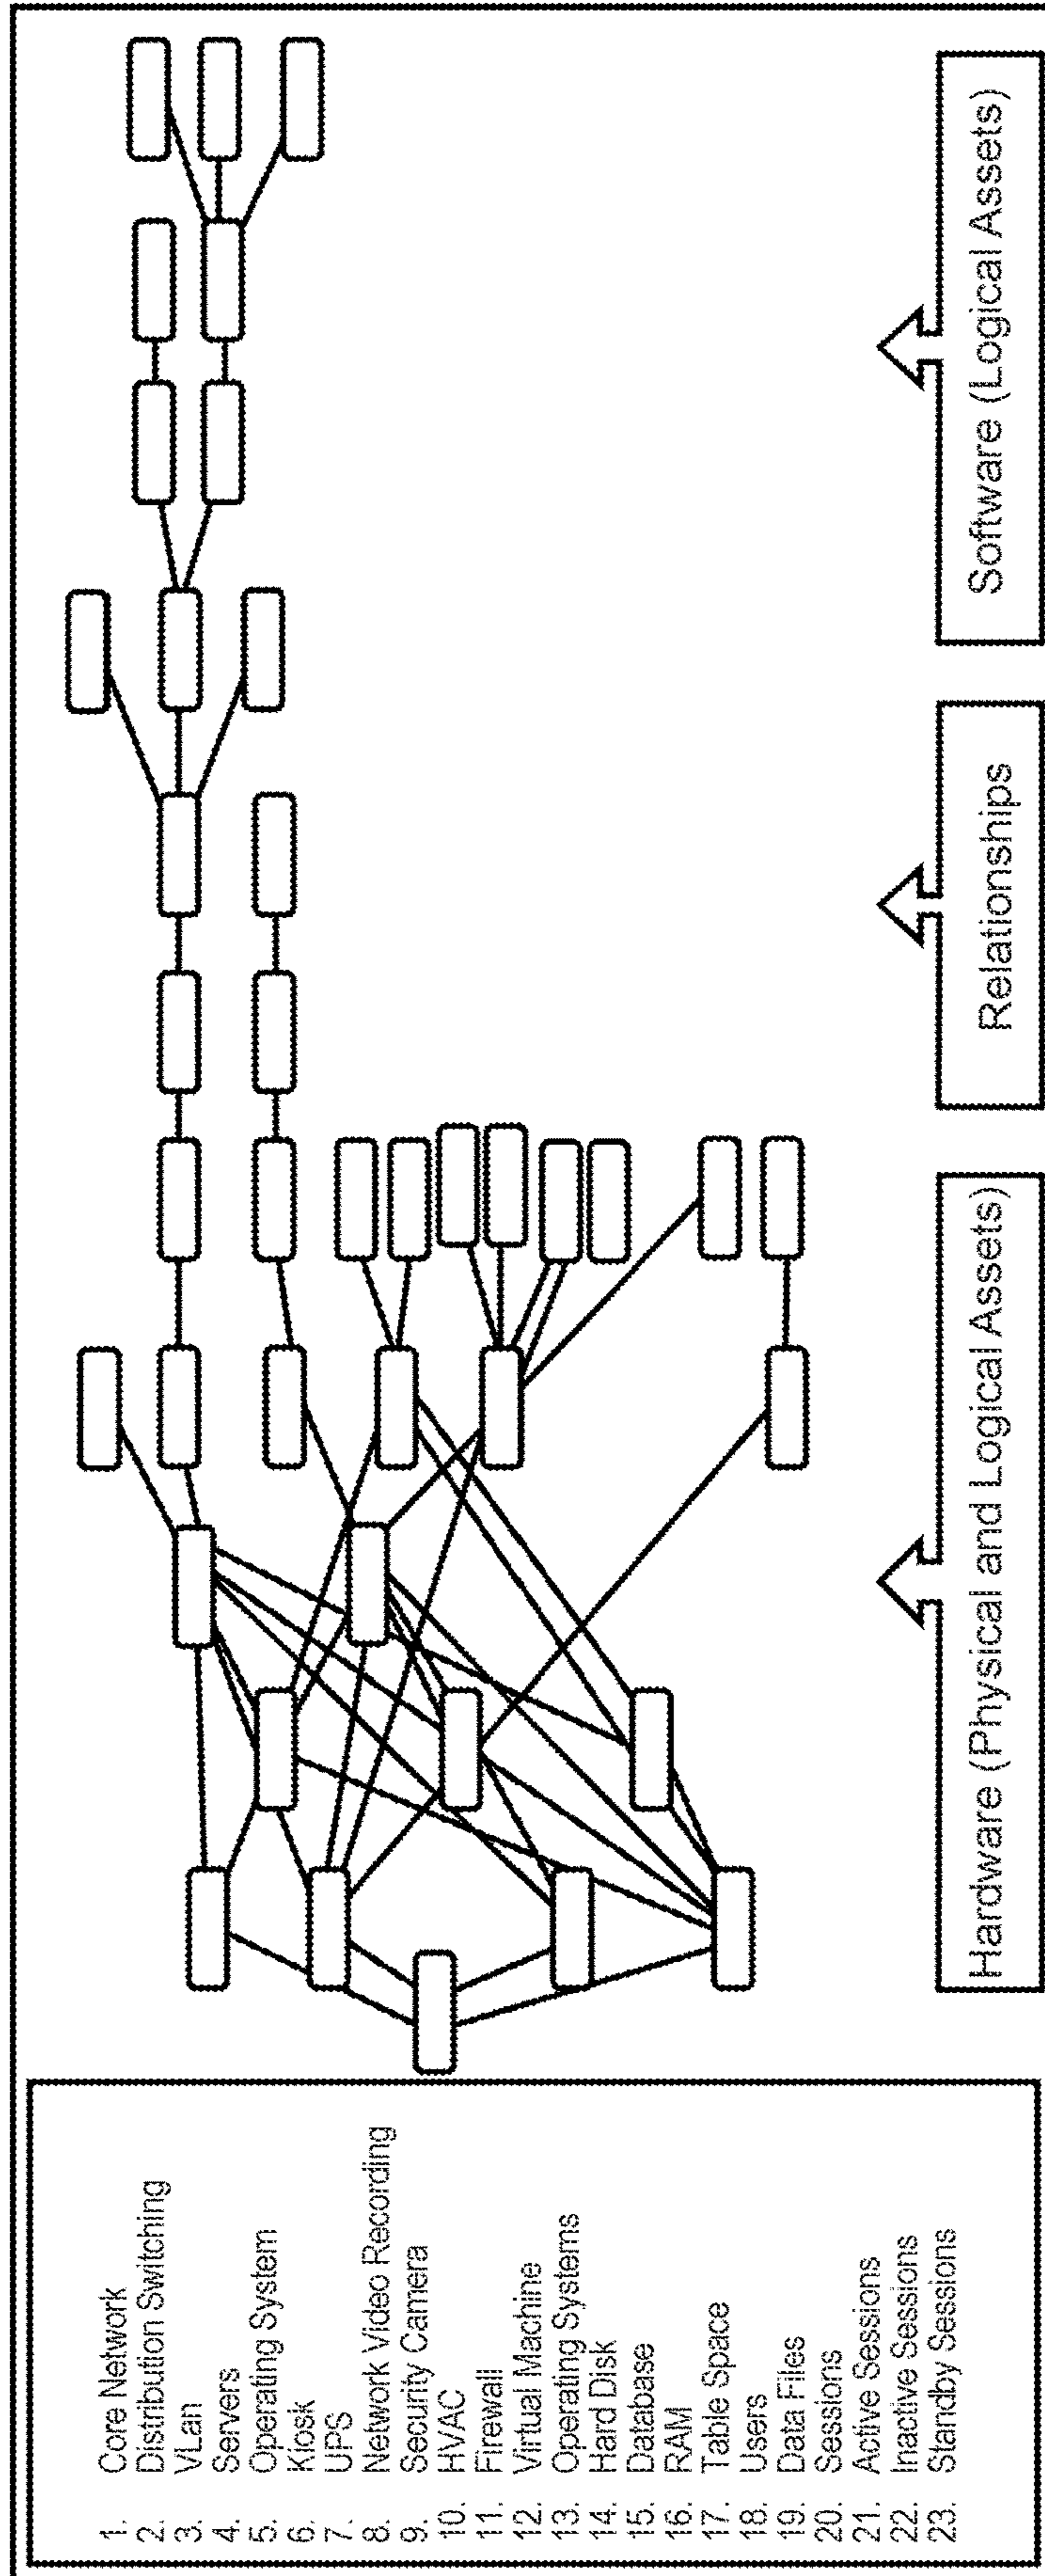 1. Core Network
2. Distribution Switching
3. VLan
4. Servers
5. Operating System
6. Kiosk
7. UPS
8. Network Video Recording
9. Security Camera
10. HVAC
11. Firewall
12. Virtual Machine
13. Operating Systems
14. Hard Disk
15. Database
16. RAM
17. Table Space
18. Users
19. Data Files
20. Sessions
21. Active Sessions
22. Inactive Sessions
23. Standby Sessions
Hardware (Physical and Logical Assets)
Relationships
Software (Logical Assets)